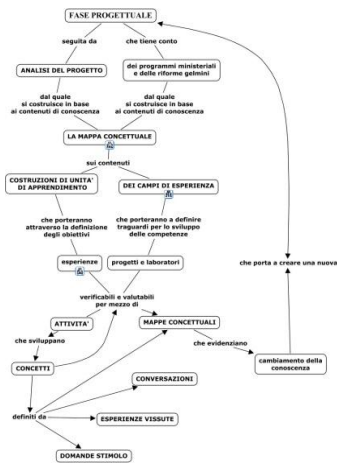 FASE PROGETTUALE
seguita da
che tiene conto
ANALISI DEL PROGETTO
dei programmi ministeriali
e delle riforme gelmini
dal quale
si costruisce in base
ai contenuti di conoscenza
dal quale
si costruisce in base
ai contenuti di conoscenza
LA MAPPA CONCETTUALE
sui contenuti
COSTRUZIONI DI UNITA'
DI APPRENDIMENTO
DEI CAMPI DI ESPERIENZA
che porteranno
attraverso la definizione
degli obiettivi
che porteranno a definire
traguardi per lo sviluppo
delle competenze
esperienze
progetti e laboratori
che porta a creare una nuova
verificabili e valutabili
per mezzo di
ATTIVITA'
MAPPE CONCETTUALI
che sviluppano
che evidenziano
CONCETTI
cambiamento della
conoscenza
CONVERSAZIONI
definiti da
ESPERIENZE VISSUTE
DOMANDE STIMOLO